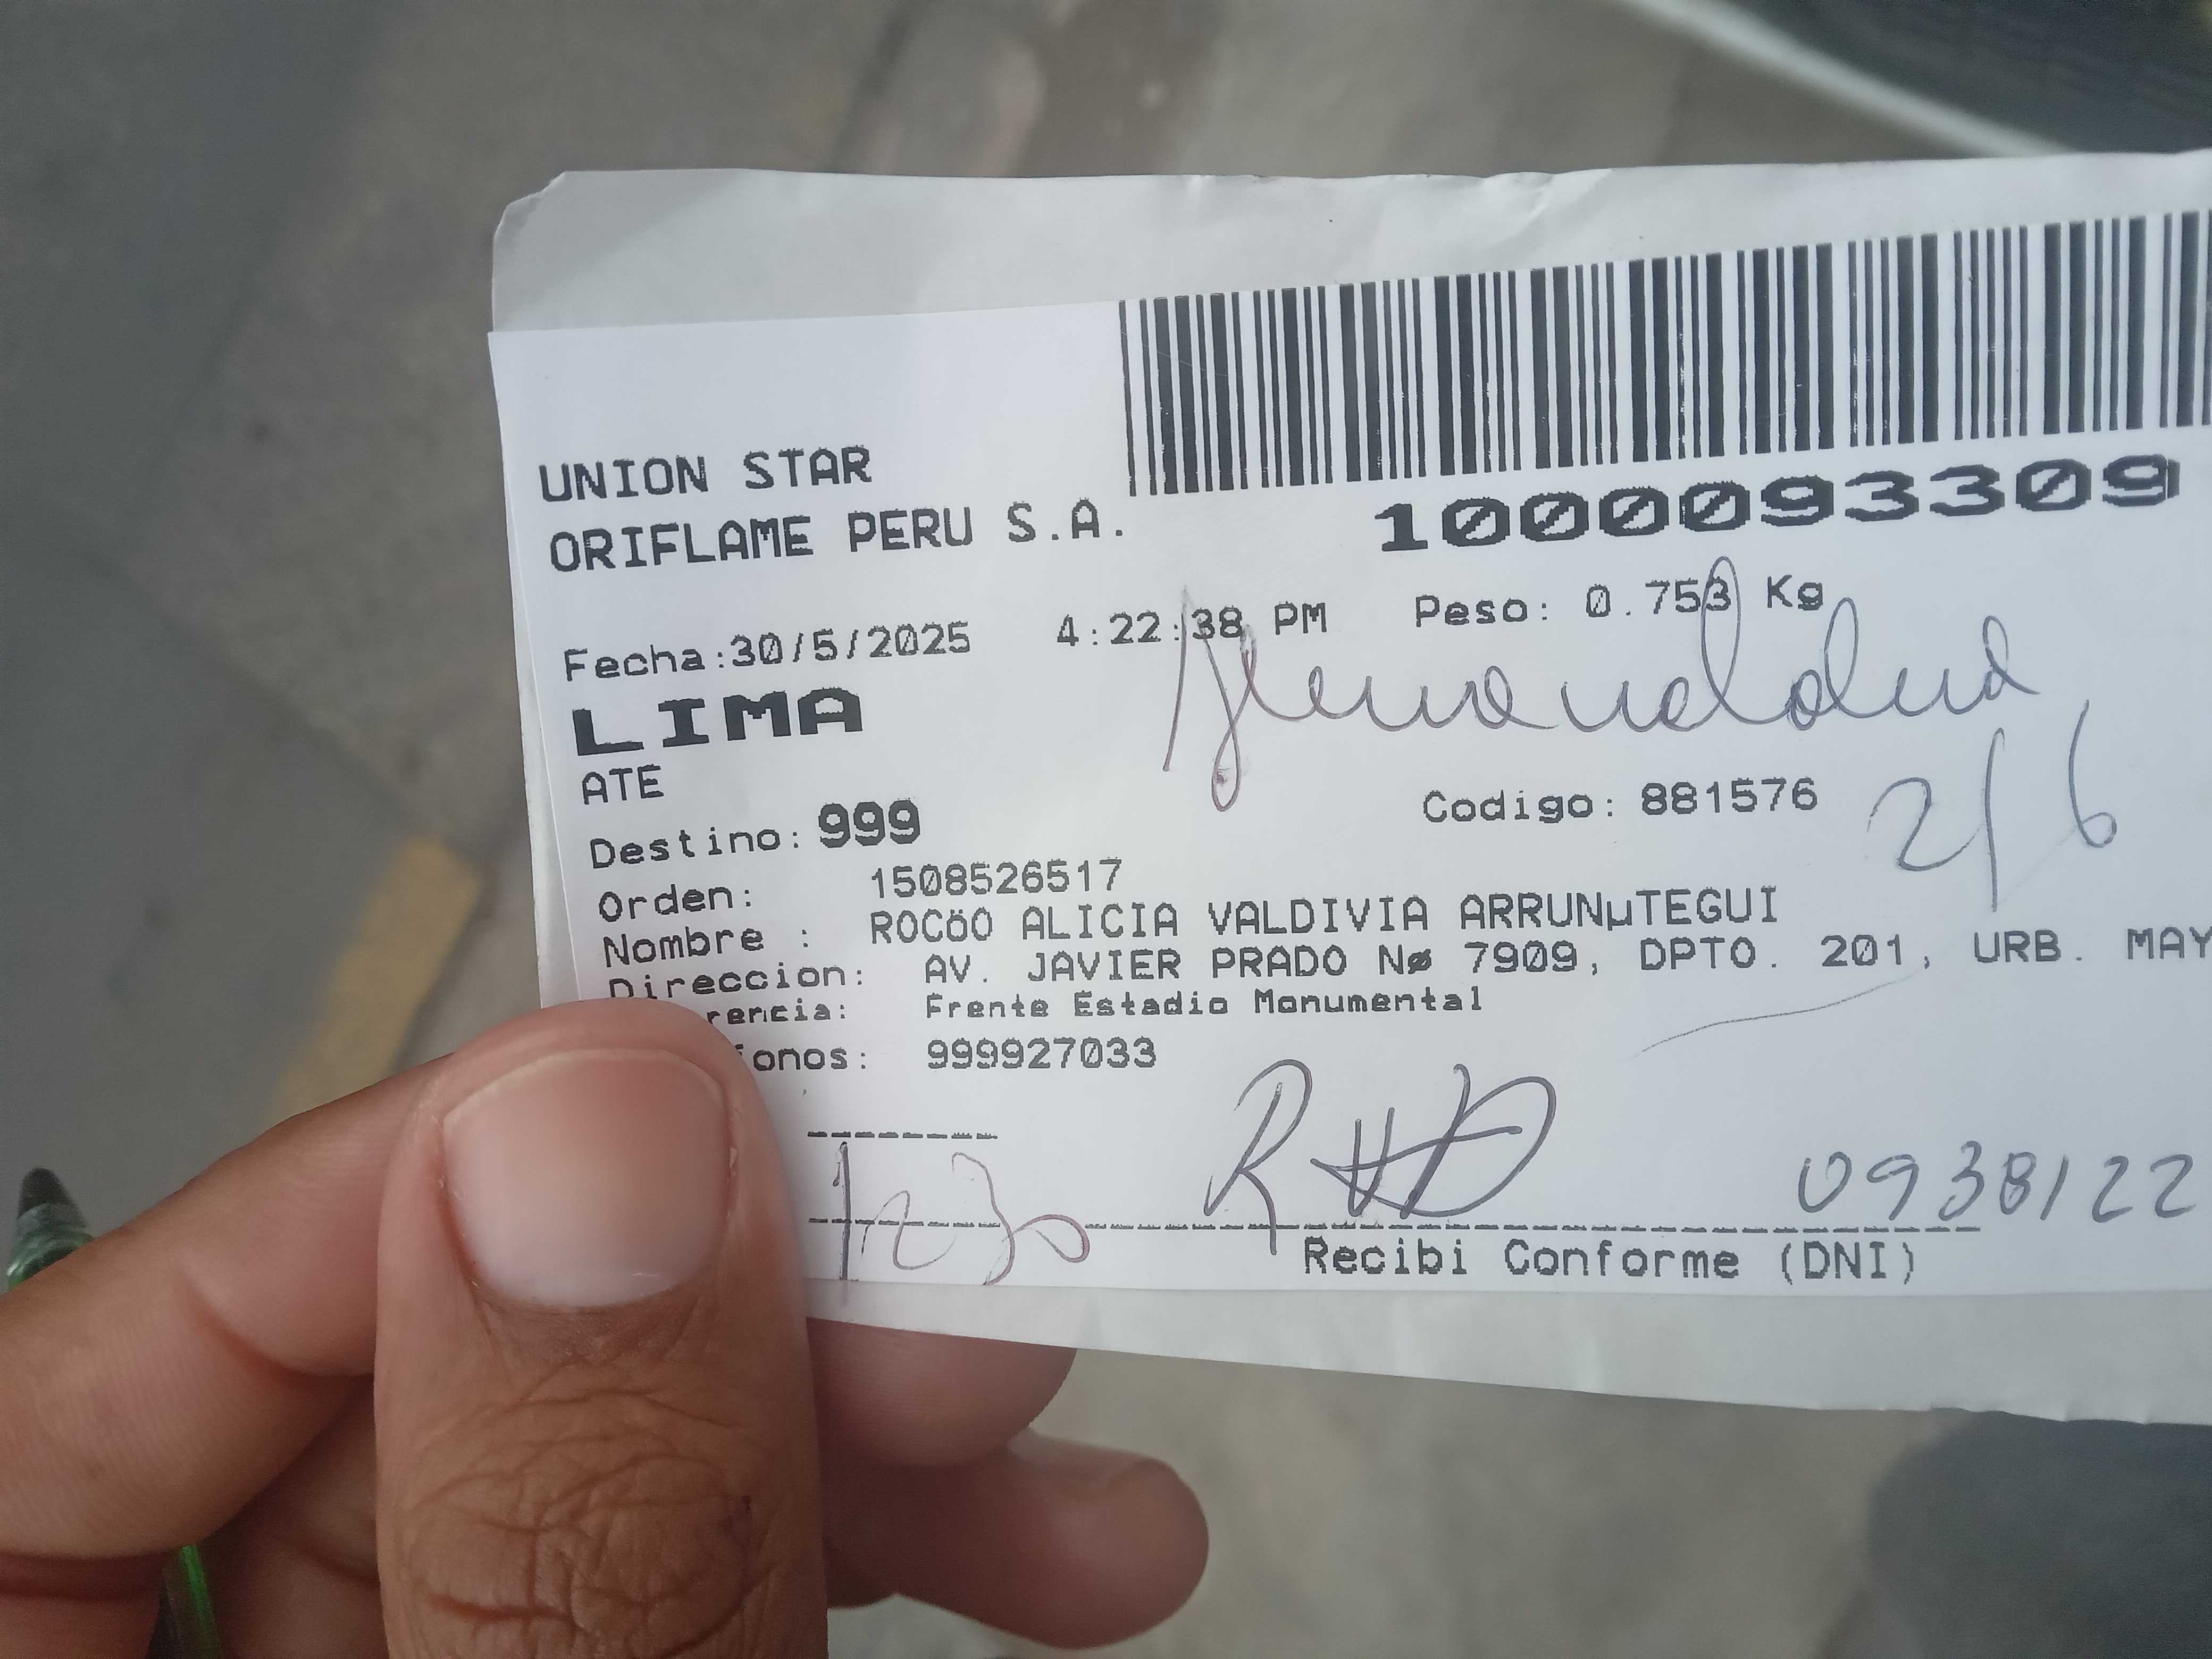 UNION STAR
ORIFLAME PERU S.A.
1000093309
Fecha:30/5/2025 4:22:38 PM Peso: 0.753 Kg
LIMA
ATE
Destino: 999 Codigo: 881576
2/6
Orden: 1508526517
Nombre : ROCöO ALICIA VALDIVIA ARRUNµTEGUI
Direccion: AV. JAVIER PRADO Nø 7909, DPTO. 201, URB. MAY
rencia: Frente Estadio Monumental
onos: 999927033
0938122
Recibi Conforme (DNI)